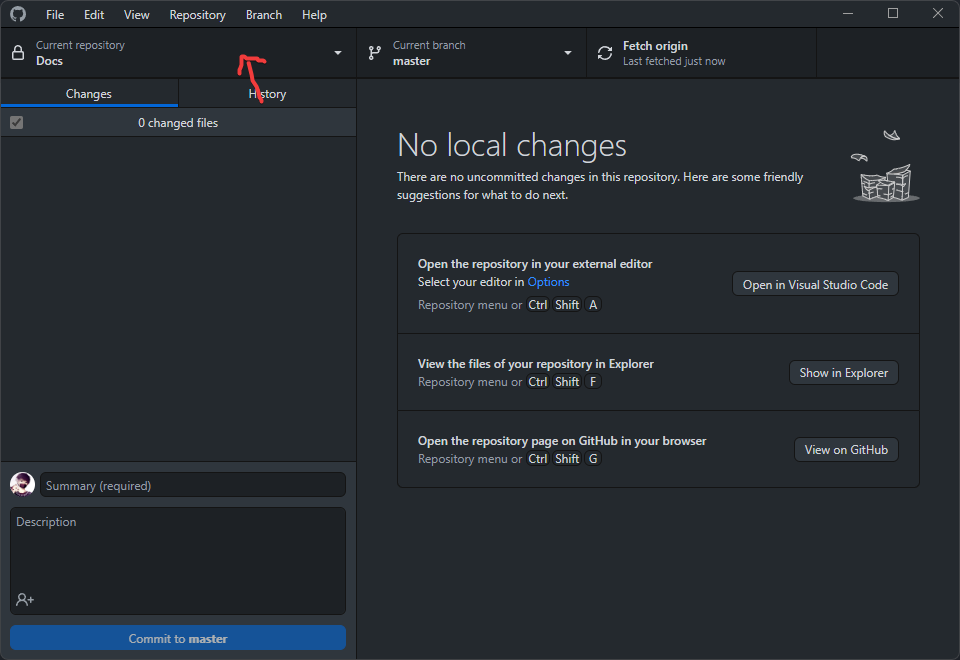 File Edit View Repository Branch Help
Current repository
Docs
Current branch
master
Fetch origin
Last fetched just now
Changes
History
0 changed files
No local changes
There are no uncommitted changes in this repository. Here are some friendly
suggestions for what to do next.
Open the repository in your external editor
Select your editor in Options
Repository menu or Ctrl Shift A
Open in Visual Studio Code
View the files of your repository in Explorer
Repository menu or Ctrl Shift F
Show in Explorer
Open the repository page on GitHub in your browser
Repository menu or Ctrl Shift G
View on GitHub
Summary (required)
Description
Commit to master